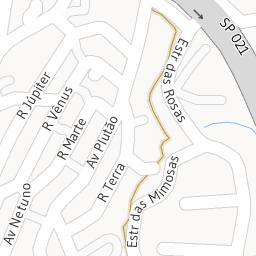 SP 021
Estr das Rosas
R Júpiter
R Vênus
R Marte
Av Plutão
R Terra
Av Netuno
Estr das Mimosas